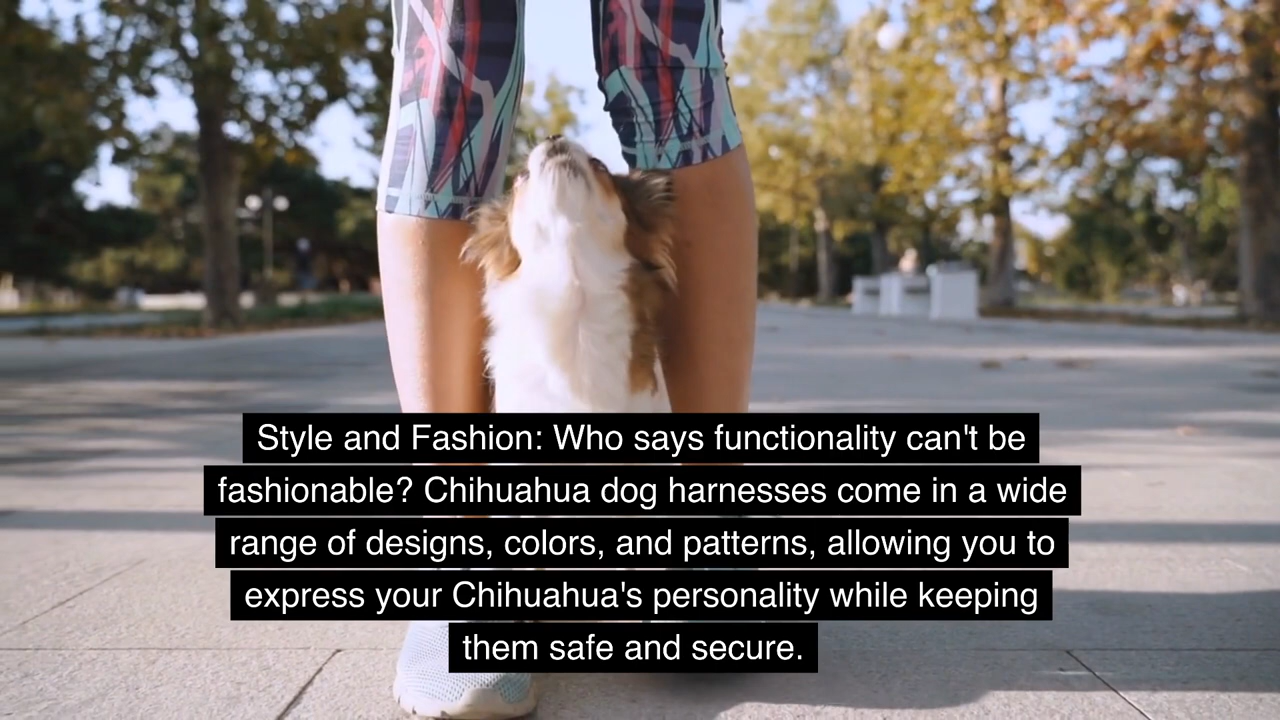 Style and Fashion: Who says functionality can't be
fashionable? Chihuahua dog harnesses come in a wide
range of designs, colors, and patterns, allowing you to
express your Chihuahua's personality while keeping
them safe and secure.